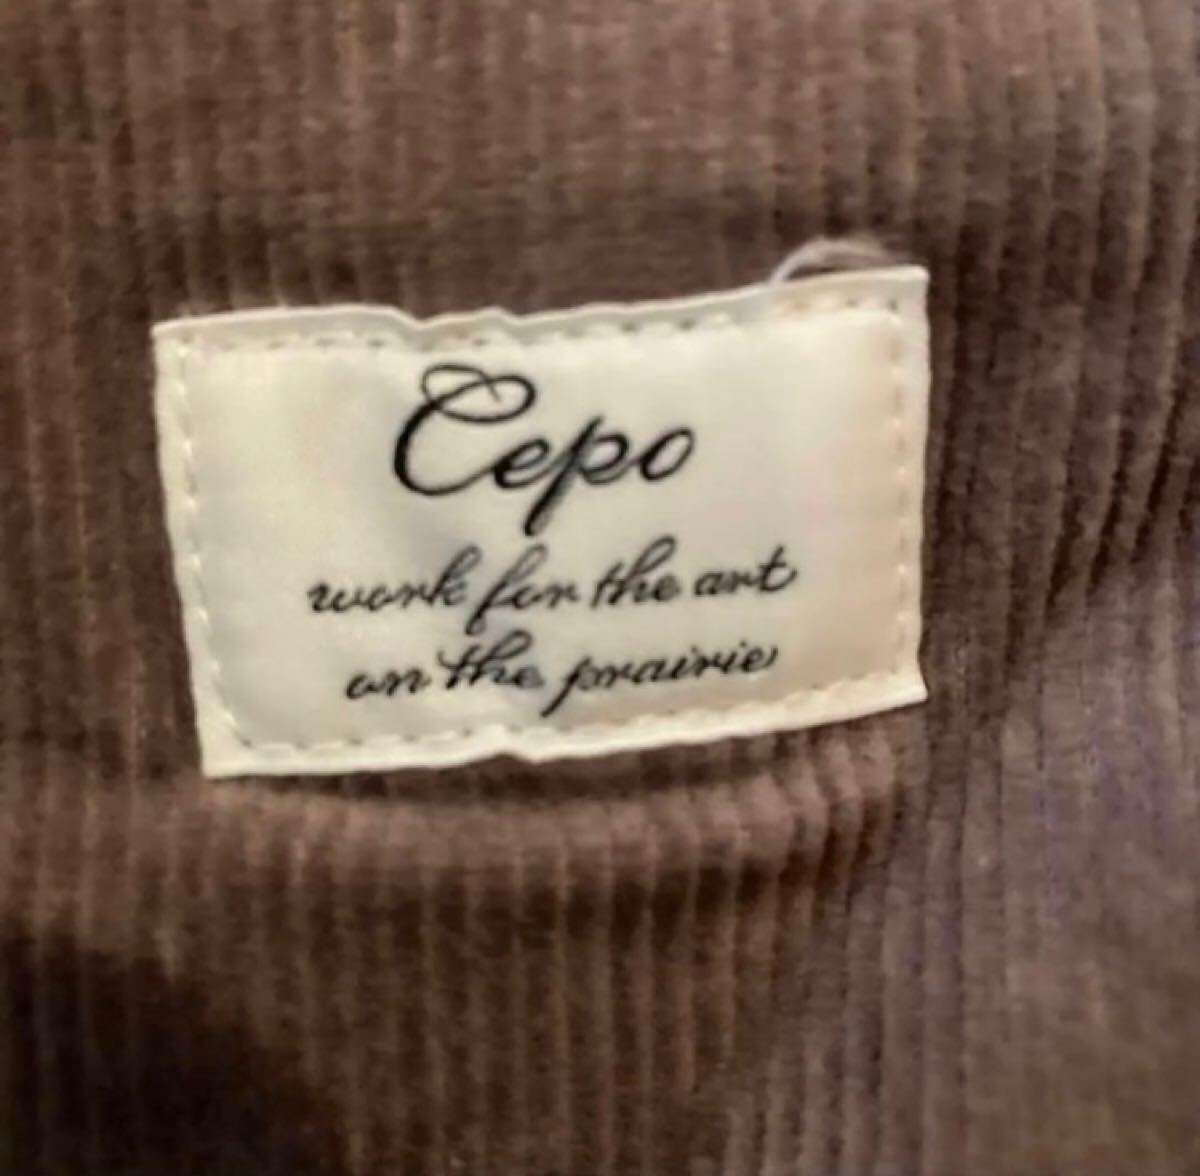 Cepo
work for the art
on the prairie